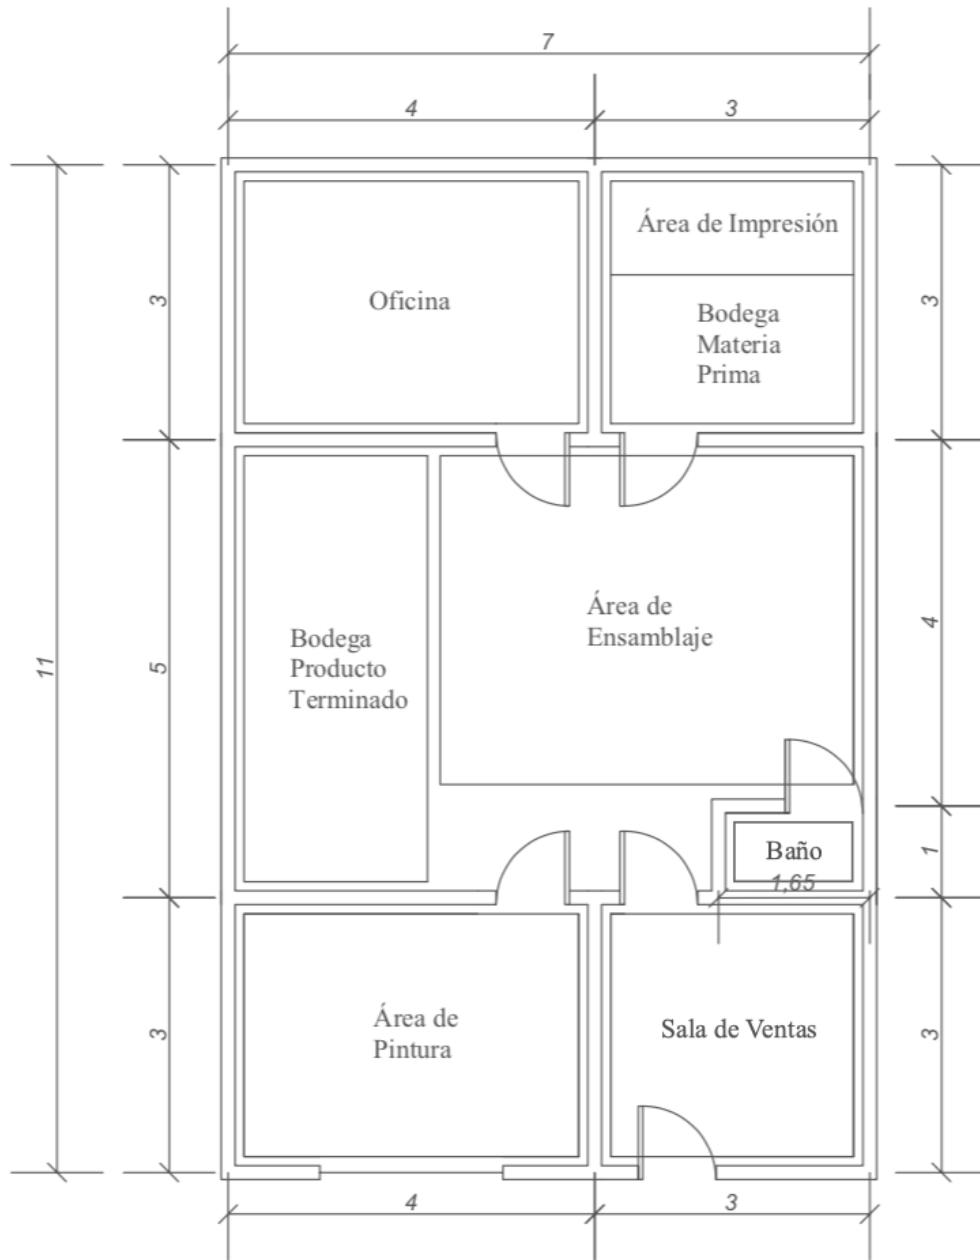 7
4
3
Área de Impresión
3
Oficina
3
Bodega
Materia
Prima
Área de
Ensamblaje
4
Bodega
Producto
Terminado
11
5
Baño
1
1,65
Área de
Pintura
Sala de Ventas
3
3
4
3